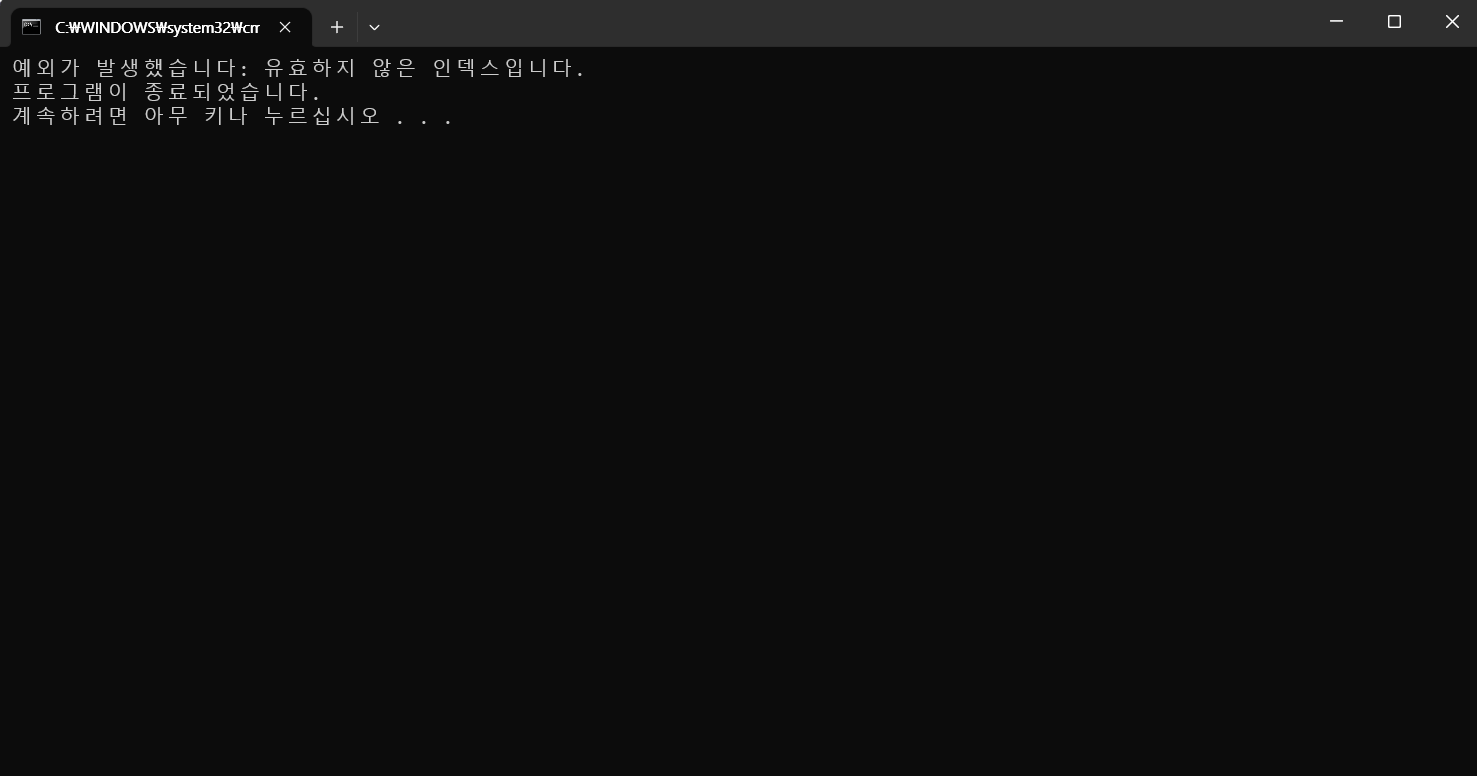 C:₩WINDOWS₩system32₩cm
예외가 발생했습니다: 유효하지 않은 인덱스입니다.
프로그램이 종료되었습니다.
계속하려면 아무 키나 누르십시오 . . .